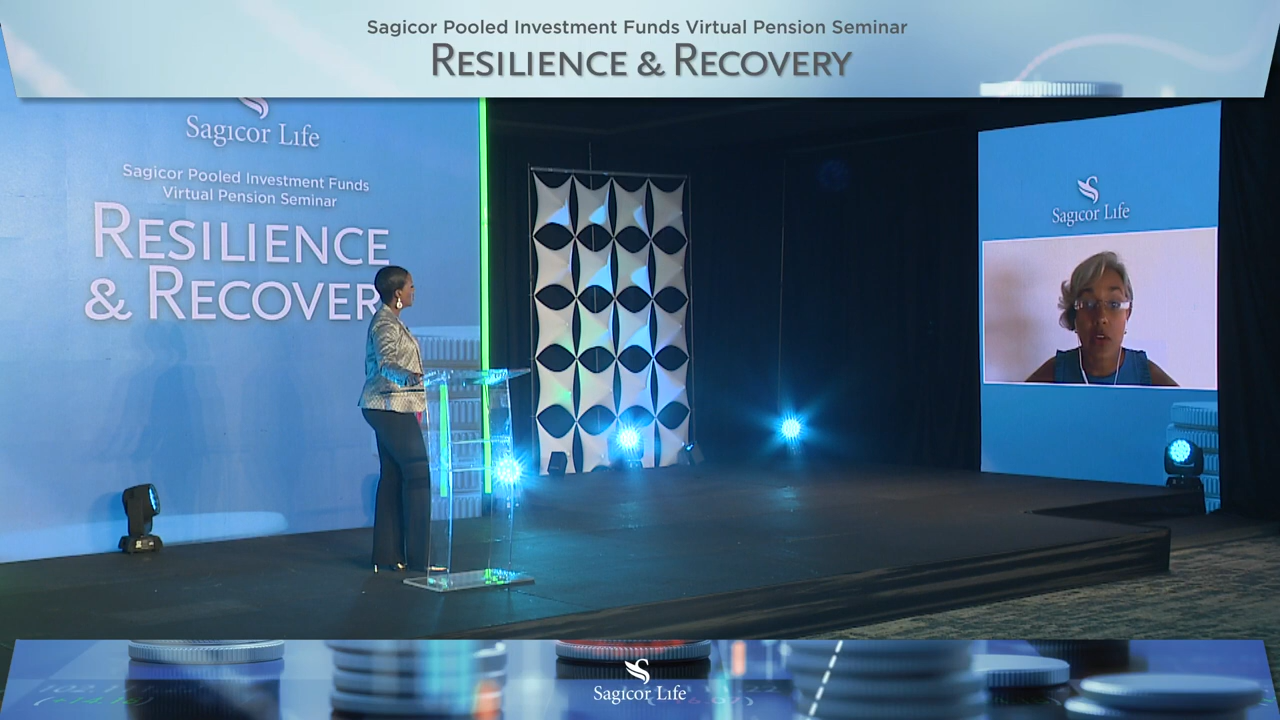 Sagicor Pooled Investment Funds Virtual Pension Seminar
RESILIENCE & RECOVERY
Sagicor Life
Sagicor Pooled Investment Funds
Virtual Pension Seminar
RESILIENCE
& RECOVER
Sagicor Life
Sagicor Life